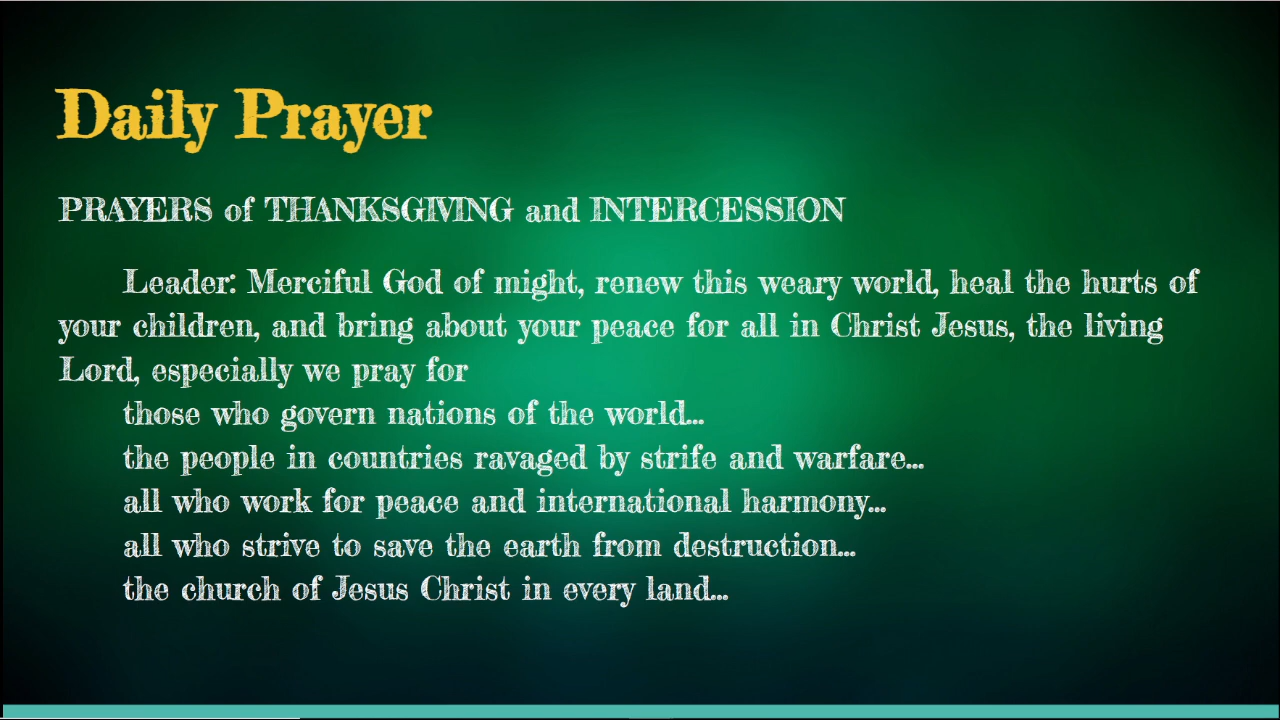 Daily Prayer
PRAYERS of THANKSGIVING and INTERCESSION
Leader: Merciful God of might, renew this weary world, heal the hurts of
your children, and bring about your peace for all in Christ Jesus, the living
Lord, especially we pray for
those who govern nations of the world...
the people in countries ravaged by strife and warfare...
all who work for peace and international harmony...
all who strive to save the earth from destruction...
the church of Jesus Christ in every land...